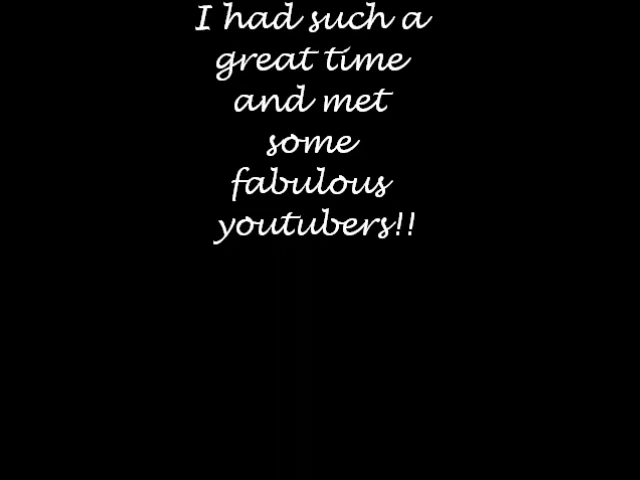 I had such a
great time
and met
some
fabulous
youtubers!!